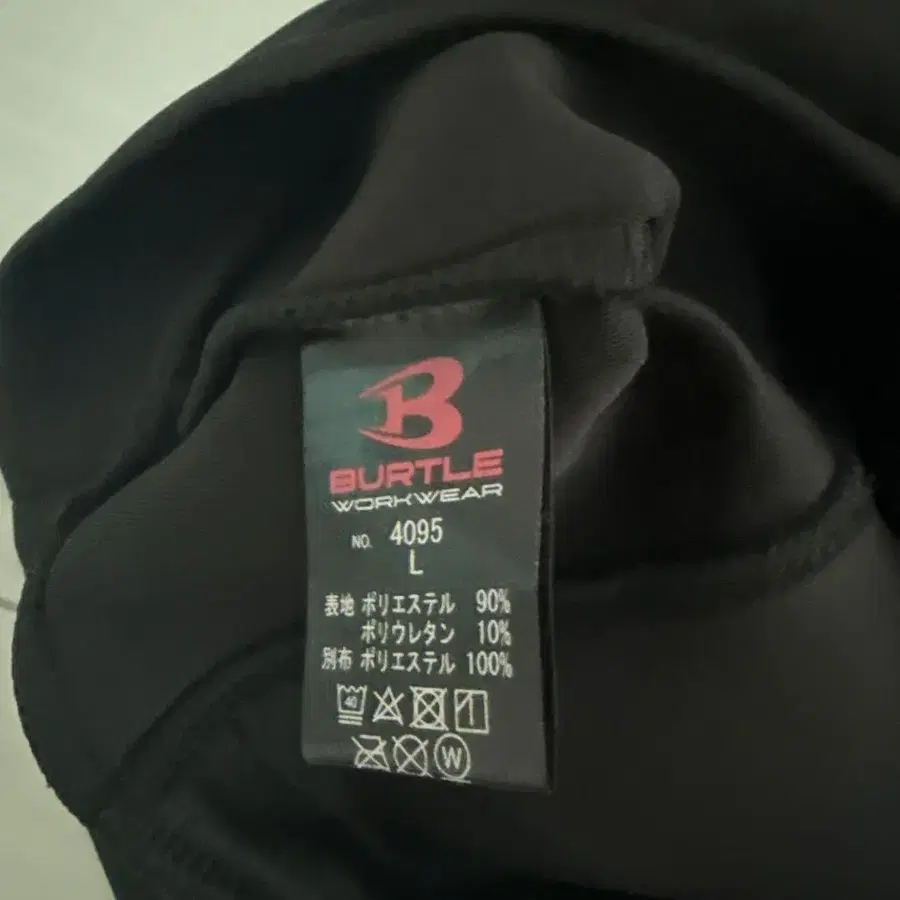 B
BURTLE
WORKWEAR
NO. 4095
L
表地 ポリエステル 90%
ポリウレタン 10%
別布 ポリエステル 100%
40
W